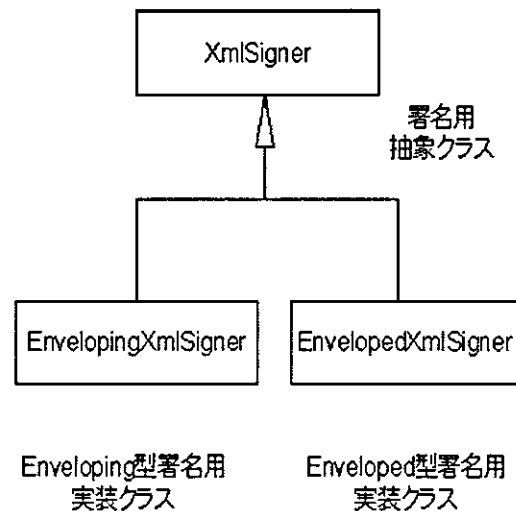 XmlSigner
署名用
抽象クラス
EnvelopingXmlSigner
EnvelopedXmlSigner
Enveloping型署名用
実装クラス
Enveloped型署名用
実装クラス